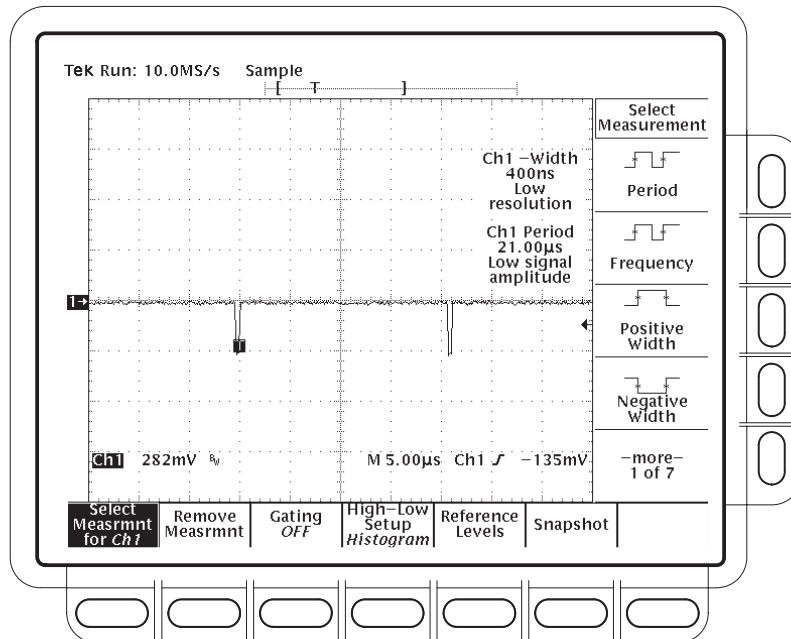 Tek Run: 10.0MS/s Sample
[ T ]
Select
Measurement
Ch1 −Width
400ns
Low
resolution
Ch1 Period
21.00µs
Low signal
amplitude
Period
Frequency
Positive
Width
Negative
Width
−more−
1 of 7
1
T
Ch1 282mV BW M 5.00µs Ch1 −135mV
Select
Measrmnt
for Ch1
Remove
Measrmnt
Gating
OFF
High−Low
Setup
Histogram
Reference
Levels
Snapshot